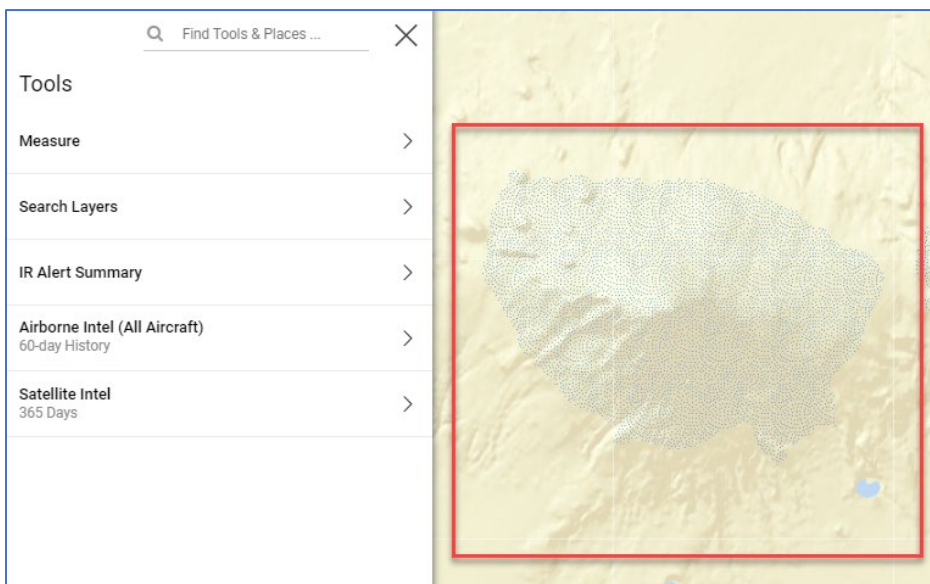 Find Tools & Places ...
Tools
Measure
Search Layers
IR Alert Summary
Airborne Intel (All Aircraft)
60-day History
Satellite Intel
365 Days